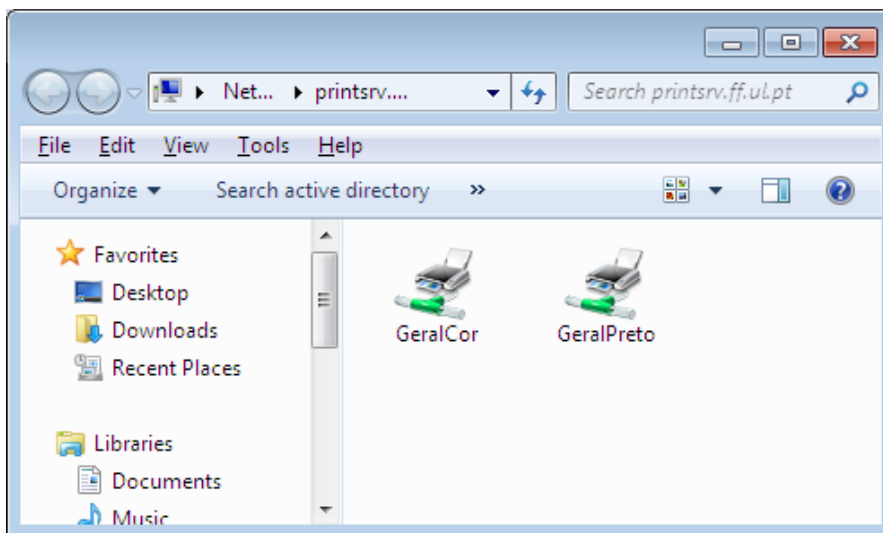 Net... printsrv.... Search printsrv.ff.ul.pt
File Edit View Tools Help
Organize Search active directory »
Favorites
Desktop
Downloads
Recent Places
Libraries
Documents
Music
GeralCor GeralPreto